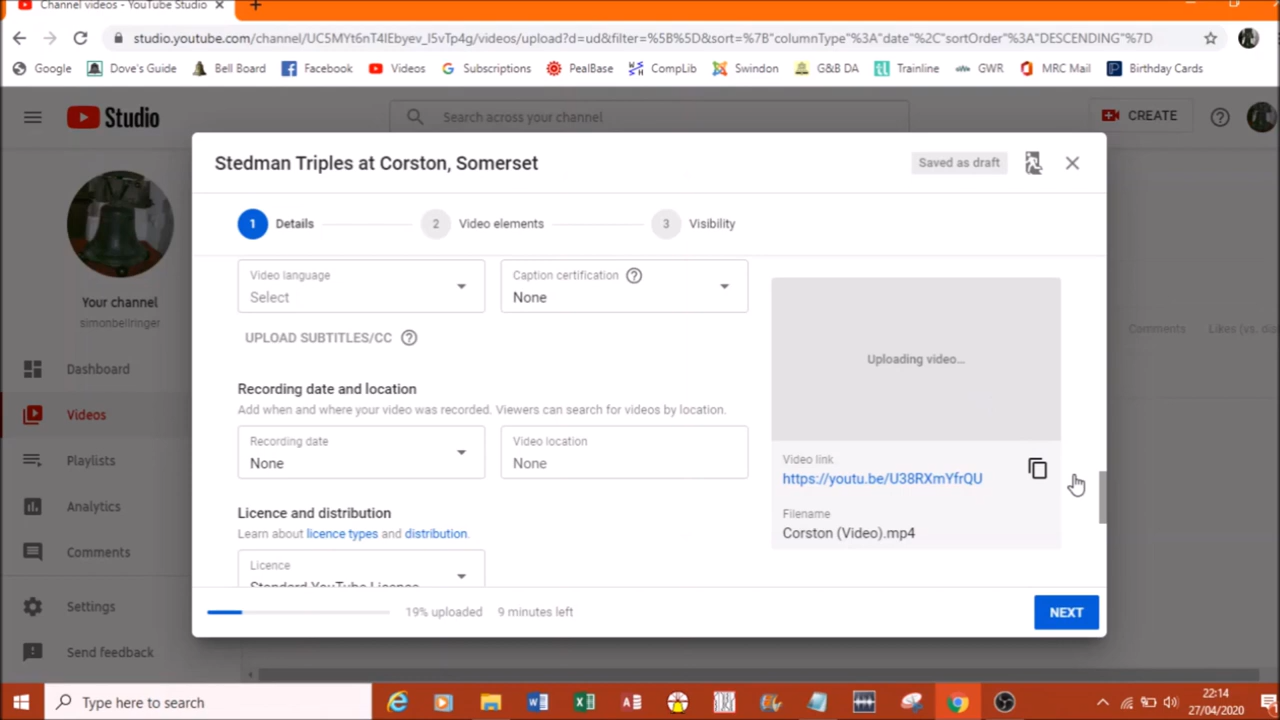 Channel videos - YouTube Studio
studio.youtube.com/channel/UC5MYt6nT4IEbyev_I5vTp4g/videos/upload?d=ud&filter=%5B%5D&sort=%7B"columnType"%3A"date"%2C"sortOrder"%3A"DESCENDING"%7D
Google Dove's Guide Bell Board Facebook Videos Subscriptions PealBase CompLib Swindon G&B DA Trainline GWR MRC Mail Birthday Cards
Studio Search across your channel CREATE
Stedman Triples at Corston, Somerset Saved as draft
1 Details 2 Video elements 3 Visibility
Video language Caption certification
Select None
UPLOAD SUBTITLES/CC
Uploading video...
Recording date and location
Add when and where your video was recorded. Viewers can search for videos by location.
Recording date Video location
None None
Video link
https://youtu.be/U38RXmYfrQU
Filename
Corston (Video).mp4
Licence and distribution
Learn about licence types and distribution.
Licence
Standard YouTube Licence
19% uploaded 9 minutes left NEXT
Your channel
simonbellringer
Dashboard
Videos
Playlists
Analytics
Comments
Settings
Send feedback
Comments Likes (vs.
Type here to search
22:14
27/04/2020